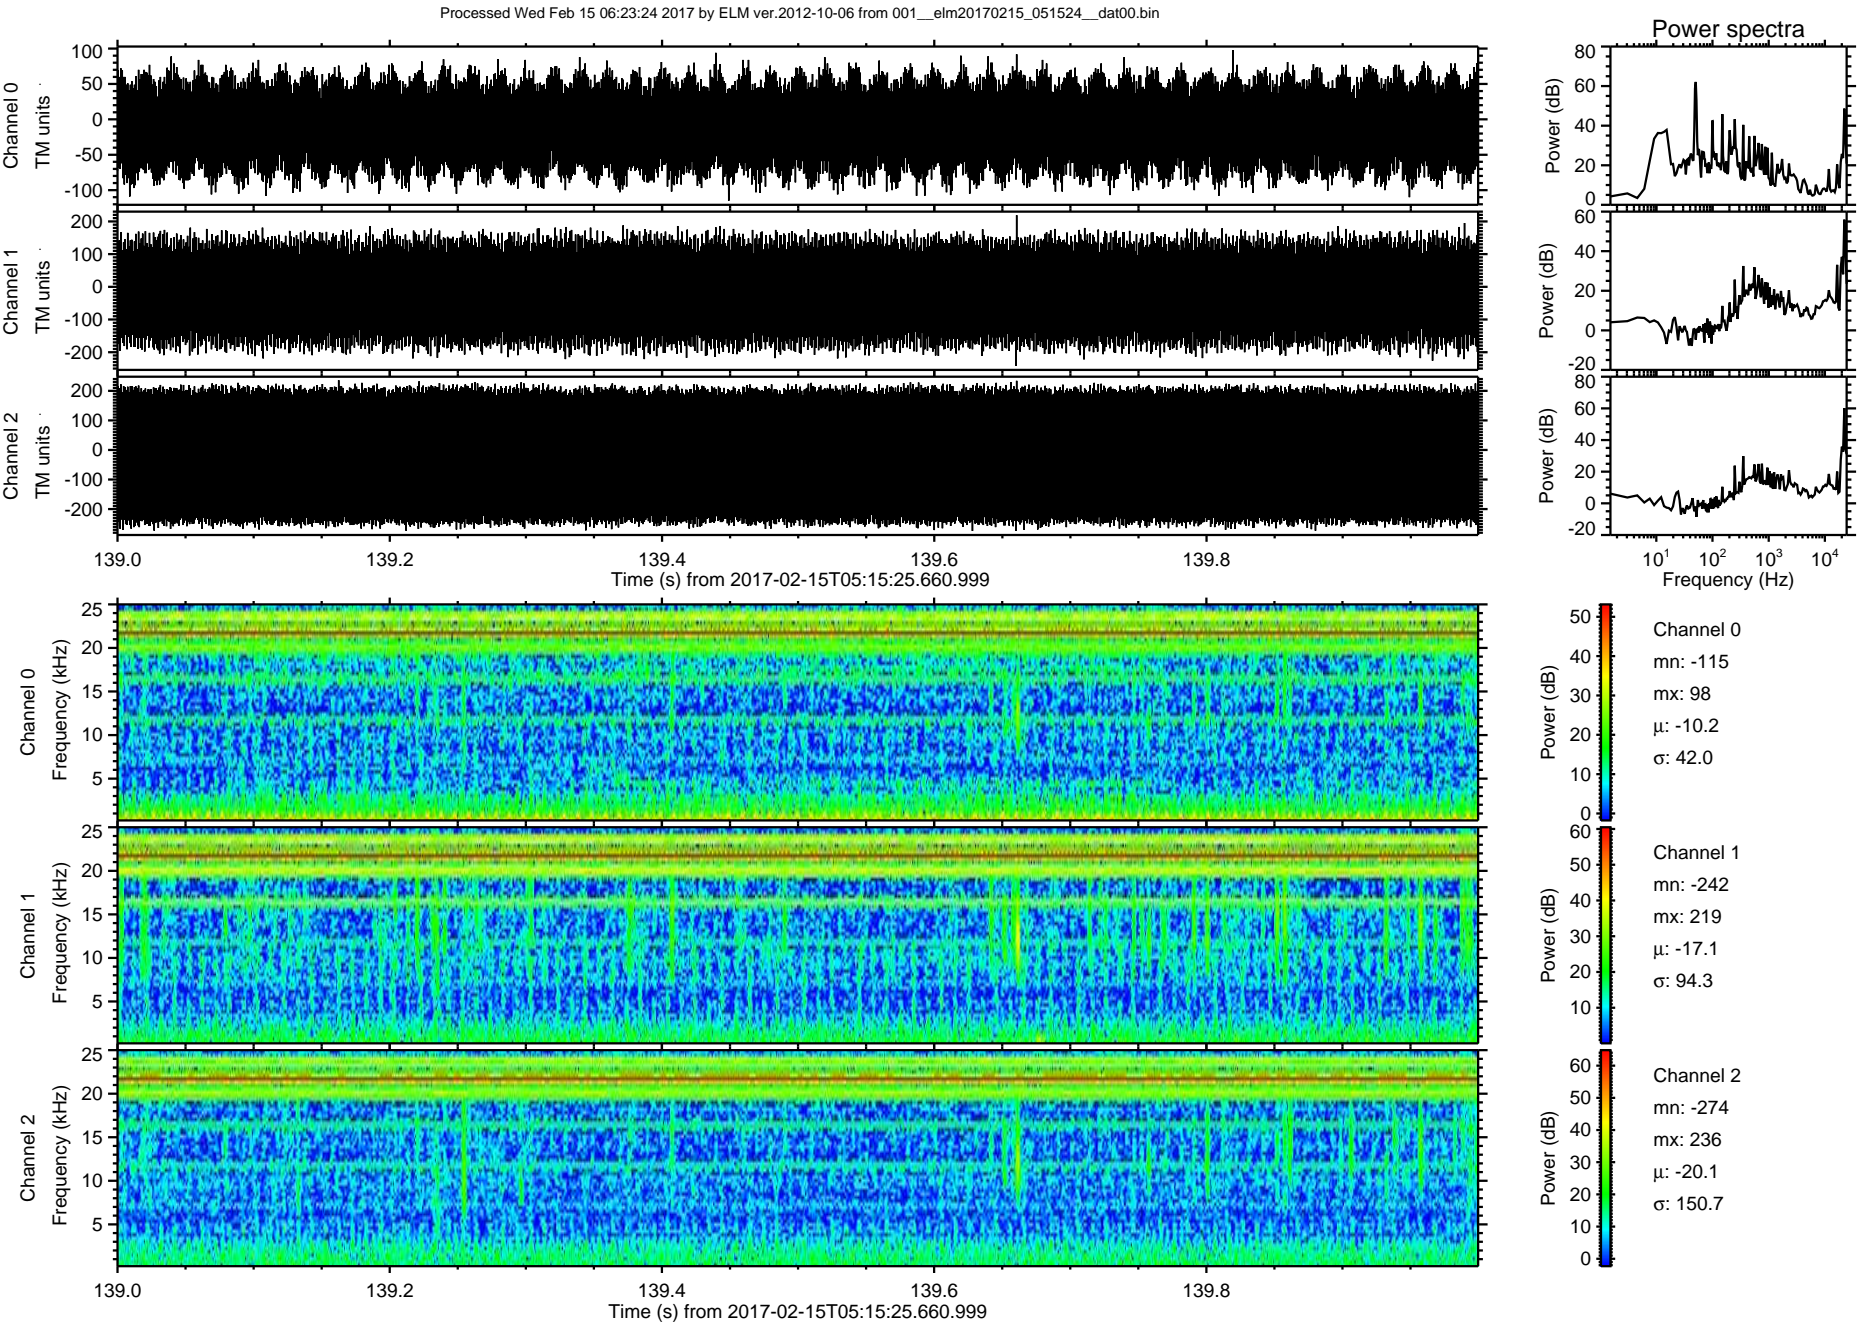 Processed Wed Feb 15 06:23:24 2017 by ELM ver.2012-10-06 from 001__elm20170215_051524__dat00.bin
Power spectra
Channel 0
TM units
100
50
0
-50
-100
Power (dB)
80
60
40
20
0
Channel 1
TM units
200
100
0
-100
-200
Power (dB)
60
40
20
0
-20
Channel 2
TM units
200
100
0
-100
-200
Power (dB)
80
60
40
20
0
-20
139.0 139.2 139.4 139.6 139.8
Time (s) from 2017-02-15T05:15:25.660.999
10¹ 10² 10³ 10⁴
Frequency (Hz)
Channel 0
Frequency (kHz)
25
20
15
10
5
Power (dB)
50
40
30
20
10
0
Channel 0
mn: -115
mx: 98
μ: -10.2
σ: 42.0
Channel 1
Frequency (kHz)
25
20
15
10
5
Power (dB)
60
50
40
30
20
10
Channel 1
mn: -242
mx: 219
μ: -17.1
σ: 94.3
Channel 2
Frequency (kHz)
25
20
15
10
5
Power (dB)
60
50
40
30
20
10
0
Channel 2
mn: -274
mx: 236
μ: -20.1
σ: 150.7
139.0 139.2 139.4 139.6 139.8
Time (s) from 2017-02-15T05:15:25.660.999